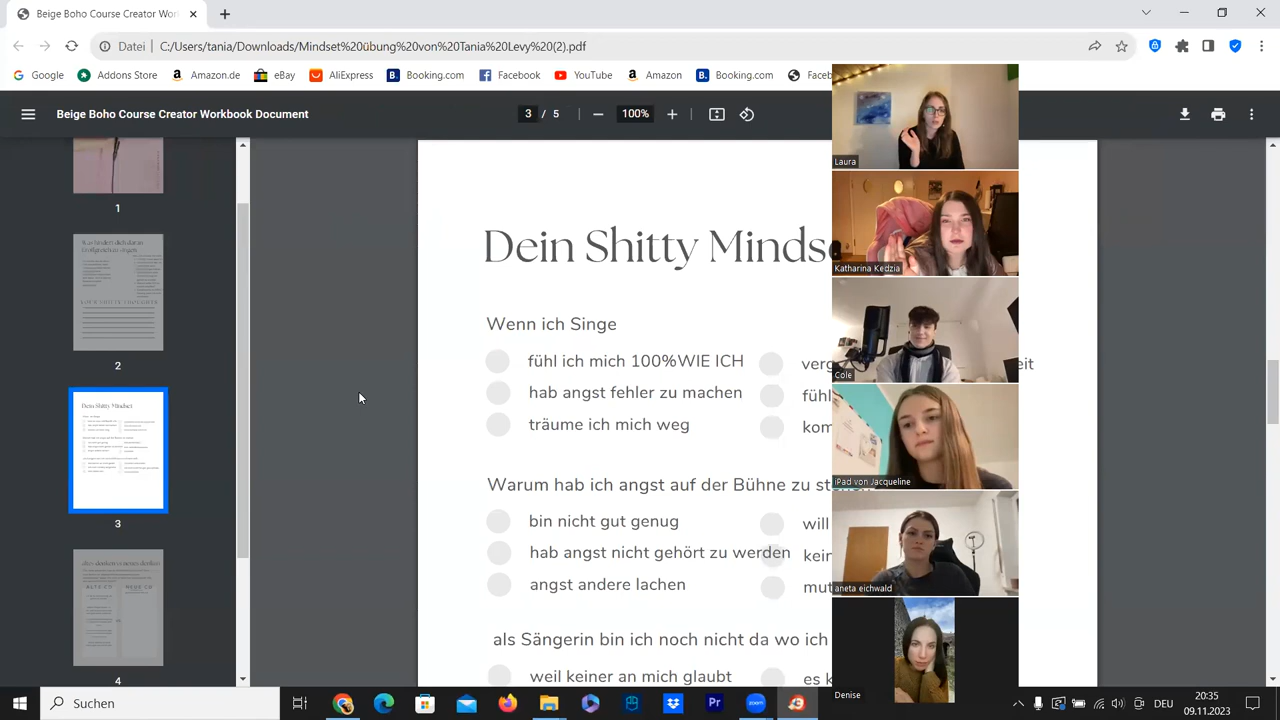 Beige Boho Course Creator Workb
Datei C:/Users/tania/Downloads/Mindset%20übung%20von%20Tania%20Levy%20(2).pdf
Google Addons Store amazon.de eBay AliExpress Booking.com Facebook YouTube Amazon Booking.com
Beige Boho Course Creator Workbook Document
3 / 5
100%
1
2
3
4
Dein Shitty Mindse
Wenn ich Singe
fühl ich mich 100%WIE ICH
hab angst fehler zu machen
träume ich mich weg
verg
eit
fühl
kom
Warum hab ich angst auf der Bühne zu
bin nicht gut genug
hab angst nicht gehört zu werden
angst andere lachen
will
keir
mut
als Sängerin bin ich noch nicht da wo ich
weil keiner an mich glaubt
es k
Laura
Katharina Kedzia
Cole
iPad von Jacqueline
aneta eichwald
Denise
Suchen
zoom
DEU
20:35
09.11.2023